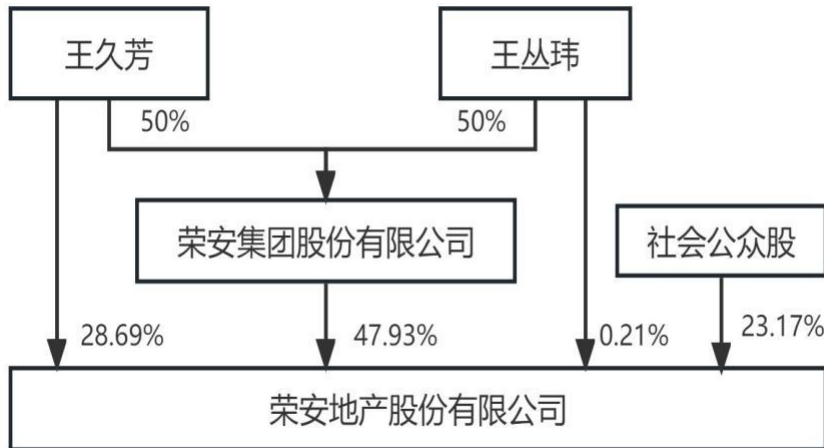 王久芳
王丛玮
50%
50%
荣安集团股份有限公司
社会公众股
28.69%
47.93%
0.21%
23.17%
荣安地产股份有限公司